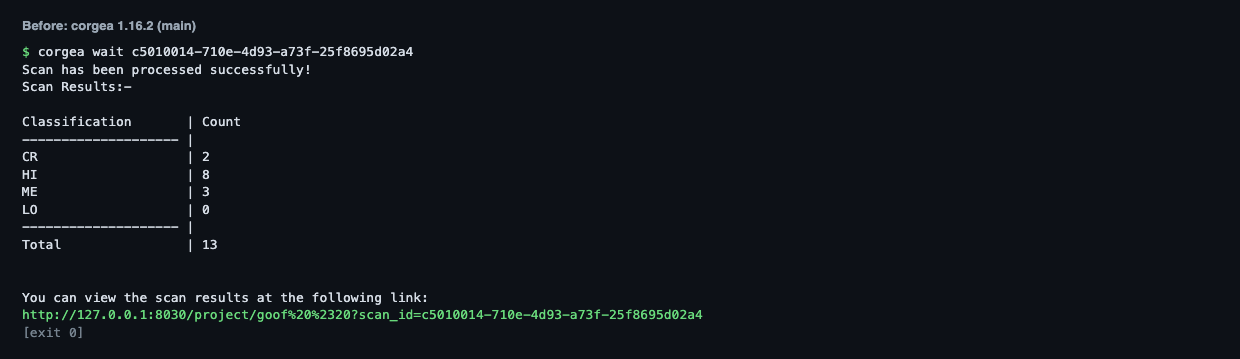 Before: corgea 1.16.2 (main)
$ corgea wait c5010014-710e-4d93-a73f-25f8695d02a4
Scan has been processed successfully!
Scan Results:-
Classification | Count
-------------------- |
CR | 2
HI | 8
ME | 3
LO | 0
-------------------- |
Total | 13
You can view the scan results at the following link:
http://127.0.0.1:8030/project/goof%20%2320?scan_id=c5010014-710e-4d93-a73f-25f8695d02a4
[exit 0]